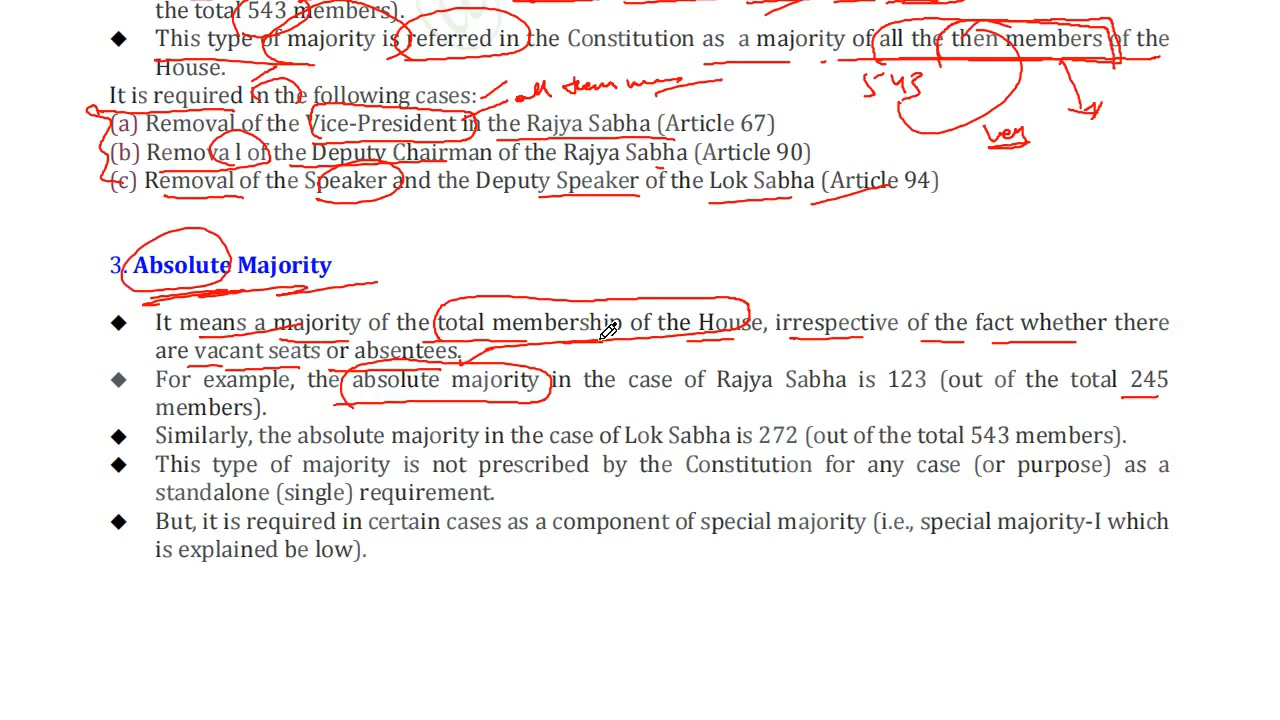 the total 543 members).
◆ This type of majority is referred in the Constitution as a majority of all the then members of the
House.
543
It is required in the following cases:
(a) Removal of the Vice-President in the Rajya Sabha (Article 67)
(b) Remova l of the Deputy Chairman of the Rajya Sabha (Article 90)
(c) Removal of the Speaker and the Deputy Speaker of the Lok Sabha (Article 94)
3. Absolute Majority
◆ It means a majority of the total membership of the House, irrespective of the fact whether there
are vacant seats or absentees.
◆ For example, the absolute majority in the case of Rajya Sabha is 123 (out of the total 245
members).
◆ Similarly, the absolute majority in the case of Lok Sabha is 272 (out of the total 543 members).
◆ This type of majority is not prescribed by the Constitution for any case (or purpose) as a
standalone (single) requirement.
◆ But, it is required in certain cases as a component of special majority (i.e., special majority-I which
is explained be low).